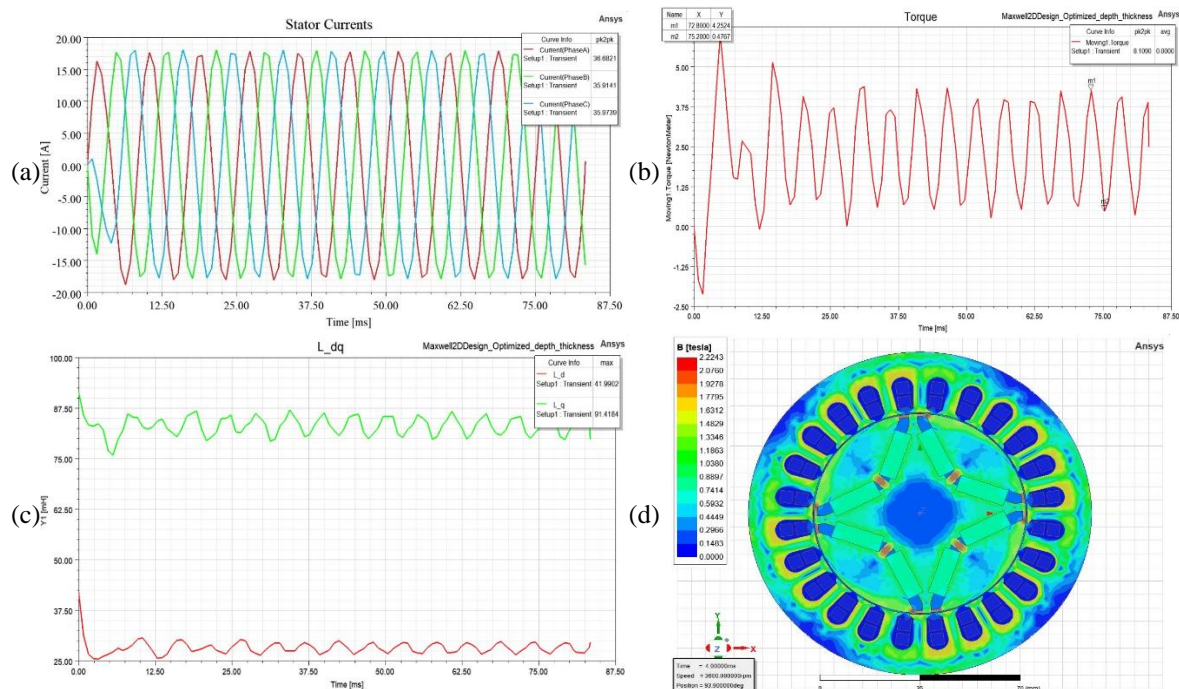 (a)
Stator Currents
Ansys
Curve Info pk2pk
Current(PhaseA)
Setup1 : Transient 36.6821
Current(PhaseB)
Setup1 : Transient 35.9141
Current(PhaseC)
Setup1 : Transient 35.9739
Current [A]
20.00
15.00
10.00
5.00
0.00
-5.00
-10.00
-15.00
-20.00
0.00 12.50 25.00 37.50 50.00 62.50 75.00 87.50
Time [ms]
(b)
Name X Y
m1 72.8000 4.2524
m2 75.2000 0.4767
Torque
Maxwell2DDesign_Optimized_depth_thickness
Ansys
Curve Info pk2pk avg
Moving1.Torque
Setup1 : Transient 8.1000 0.0000
Moving1.Torque [NewtonMeter]
5.00
3.75
2.50
1.25
0.00
-1.25
-2.50
m1
0.00 12.50 25.00 37.50 50.00 62.50 75.00 87.50
Time [ms]
(c)
L_dq
Maxwell2DDesign_Optimized_depth_thickness
Ansys
Curve Info max
L_d
Setup1 : Transient 41.9902
L_q
Setup1 : Transient 91.4184
Y1 [mH]
100.00
87.50
75.00
62.50
50.00
37.50
25.00
0.00 12.50 25.00 37.50 50.00 62.50 75.00 87.50
Time [ms]
(d)
B [tesla]
2.2243
2.0760
1.9278
1.7795
1.6312
1.4829
1.3346
1.1863
1.0380
0.8897
0.7414
0.5932
0.4449
0.2966
0.1483
0.0000
Ansys
Y
Z
X
Time = 4.00000ms
Speed = 3600.000000rpm
Position = 93.900000deg
0 35 70 (mm)